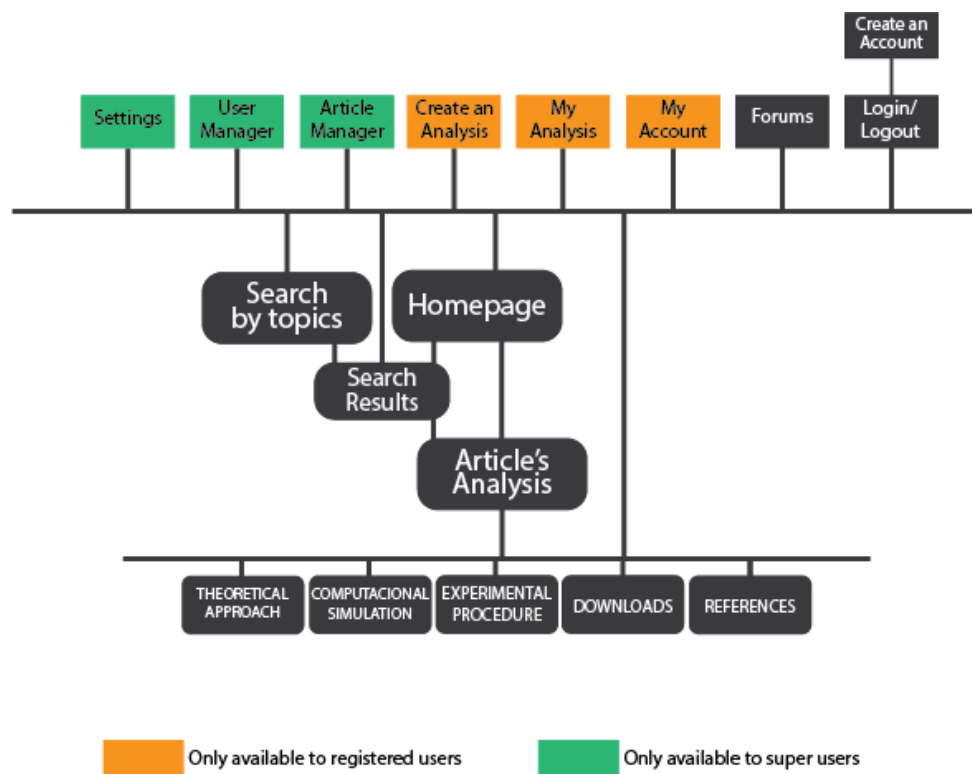 Create an
Account
Settings
User
Manager
Article
Manager
Create an
Analysis
My
Analysis
My
Account
Forums
Login/
Logout
Search
by topics
Homepage
Search
Results
Article's
Analysis
THEORETICAL
APPROACH
COMPUTACIONAL
SIMULATION
EXPERIMENTAL
PROCEDURE
DOWNLOADS
REFERENCES
Only available to registered users
Only available to super users